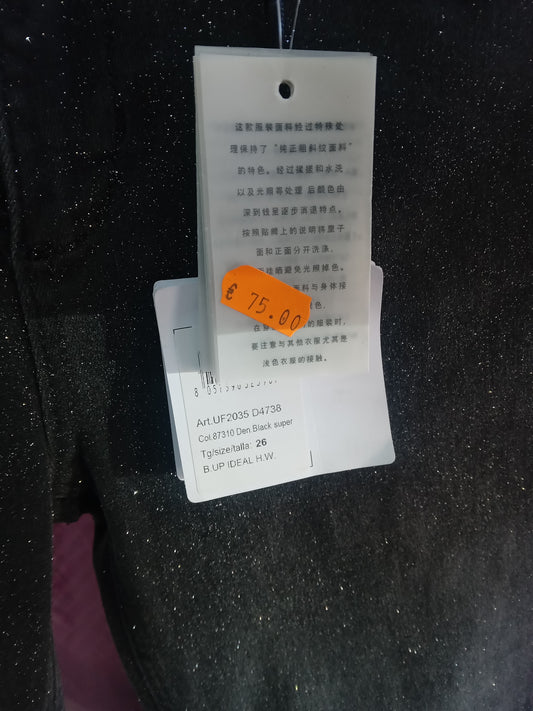 这款服装面料经过特殊处
理保持了“纯正粗斜纹面料”
的特色。经过揉搓和水洗
以及光照等处理 后颜色由
深到浅呈逐步消退特点。
按照贴牌上的说明将里子
面和正面分开洗涤,
晒避免光照掉色。
面料与身体接
色,
在 的服装时,
要注意与其他衣服尤其是
浅色衣服的接触。
€ 75.00
Art.UF2035 D4738
Col.87310 Den.Black super
Tg/size/talla: 26
B.UP IDEAL H.W.